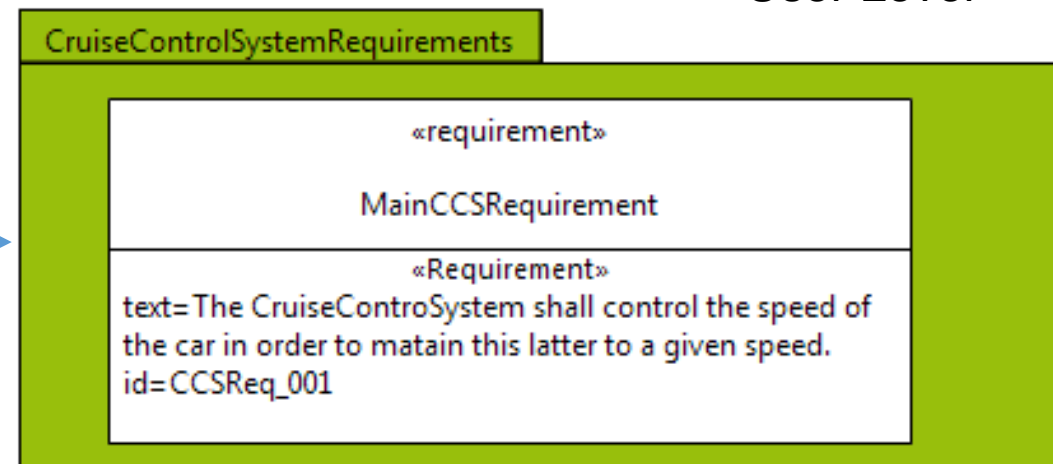 CruiseControlSystemRequirements
«requirement»
MainCCSRequirement
«Requirement»
text=The CruiseControSystem shall control the speed of
the car in order to matain this latter to a given speed.
id=CCSReq_001